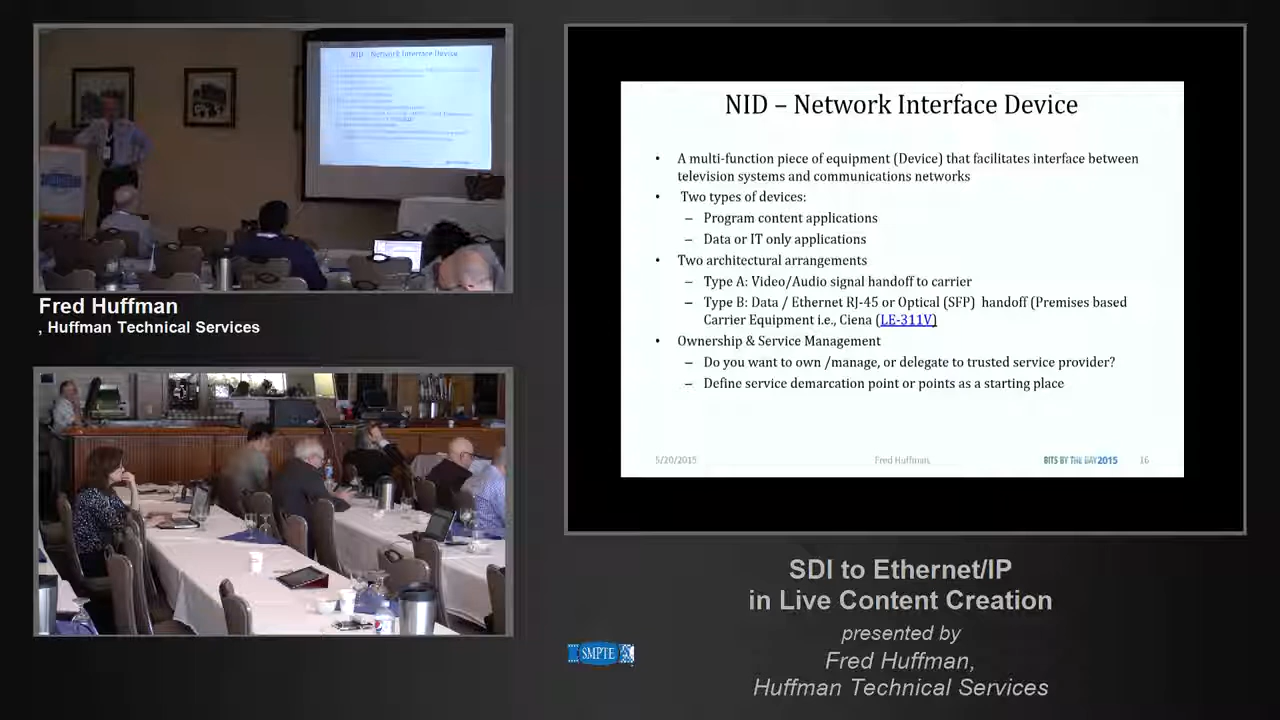 NID – Network Interface Device
Fred Huffman
, Huffman Technical Services
NID – Network Interface Device
• A multi-function piece of equipment (Device) that facilitates interface between
television systems and communications networks
• Two types of devices:
– Program content applications
– Data or IT only applications
• Two architectural arrangements
– Type A: Video/Audio signal handoff to carrier
– Type B: Data / Ethernet RJ-45 or Optical (SFP) handoff (Premises based
Carrier Equipment i.e., Ciena (LE-311V)
• Ownership & Service Management
– Do you want to own /manage, or delegate to trusted service provider?
– Define service demarcation point or points as a starting place
5/20/2015 Fred Huffman, BITS BY THE BAY2015 16
SDI to Ethernet/IP
in Live Content Creation
presented by
Fred Huffman,
Huffman Technical Services
SMPTE